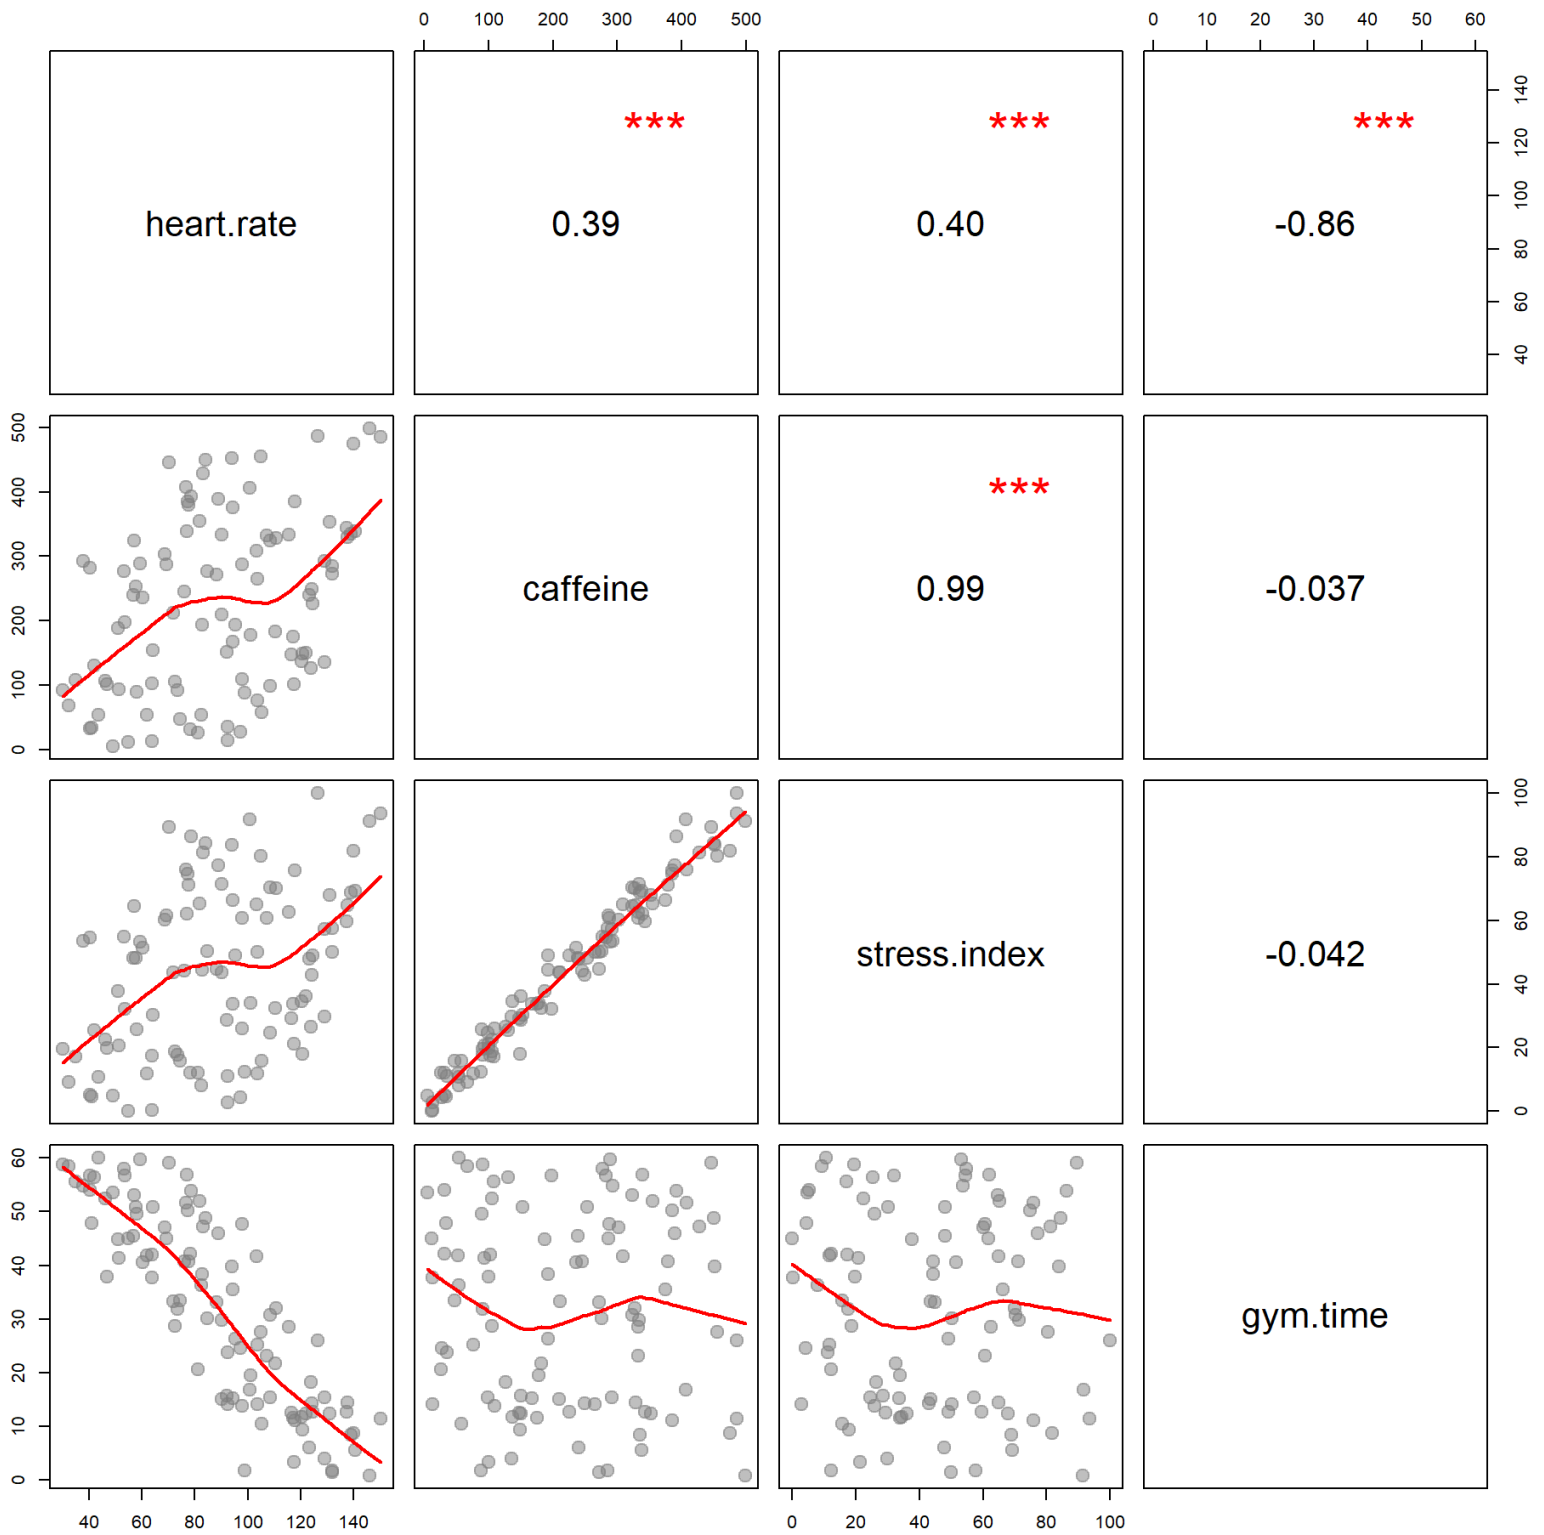 0 100 200 300 400 500 0 10 20 30 40 50 60
heart.rate 0.39 *** 0.40 *** -0.86 ***
40 60 80 100 120 140
0 100 200 300 400 500
caffeine 0.99 *** -0.037
stress.index -0.042
0 20 40 60 80 100
0 10 20 30 40 50 60
gym.time
40 60 80 100 120 140 0 20 40 60 80 100